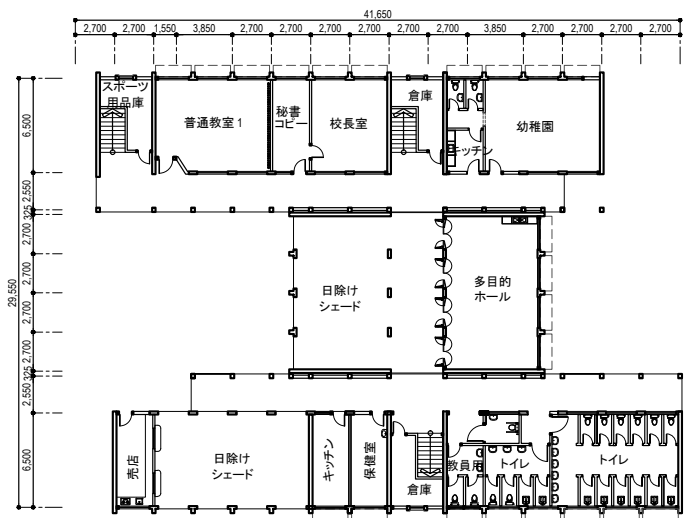 41,650
2,700 2,700 1,550 3,850 2,700 2,700 2,700 2,700 2,700 3,850 2,700 2,700 2,700
スポーツ
用品庫
普通教室1
秘書
コピー
校長室
倉庫
キッチン
幼稚園
29,550
6,500
2,550
325
2,700
2,700
2,700
2,700
325
2,550
6,500
日除け
シェード
多目的
ホール
売店
日除け
シェード
キッチン
保健室
倉庫
教員用
トイレ
トイレ